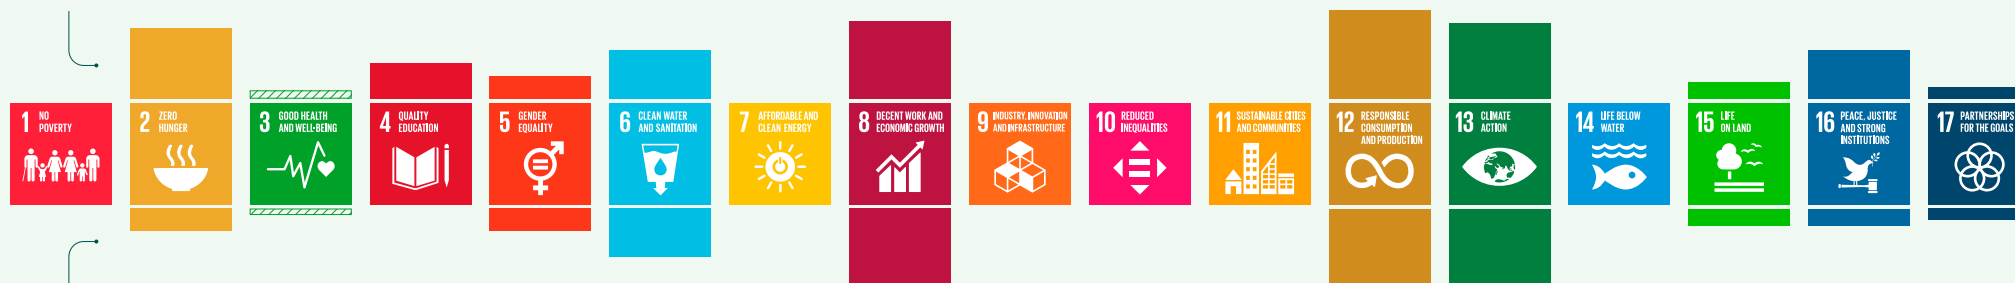 1 NO
POVERTY
2 ZERO
HUNGER
3 GOOD HEALTH
AND WELL-BEING
4 QUALITY
EDUCATION
5 GENDER
EQUALITY
6 CLEAN WATER
AND SANITATION
7 AFFORDABLE AND
CLEAN ENERGY
8 DECENT WORK AND
ECONOMIC GROWTH
9 INDUSTRY, INNOVATION
AND INFRASTRUCTURE
10 REDUCED
INEQUALITIES
11 SUSTAINABLE CITIES
AND COMMUNITIES
12 RESPONSIBLE
CONSUMPTION
AND PRODUCTION
13 CLIMATE
ACTION
14 LIFE BELOW
WATER
15 LIFE
ON LAND
16 PEACE, JUSTICE
AND STRONG
INSTITUTIONS
17 PARTNERSHIPS
FOR THE GOALS